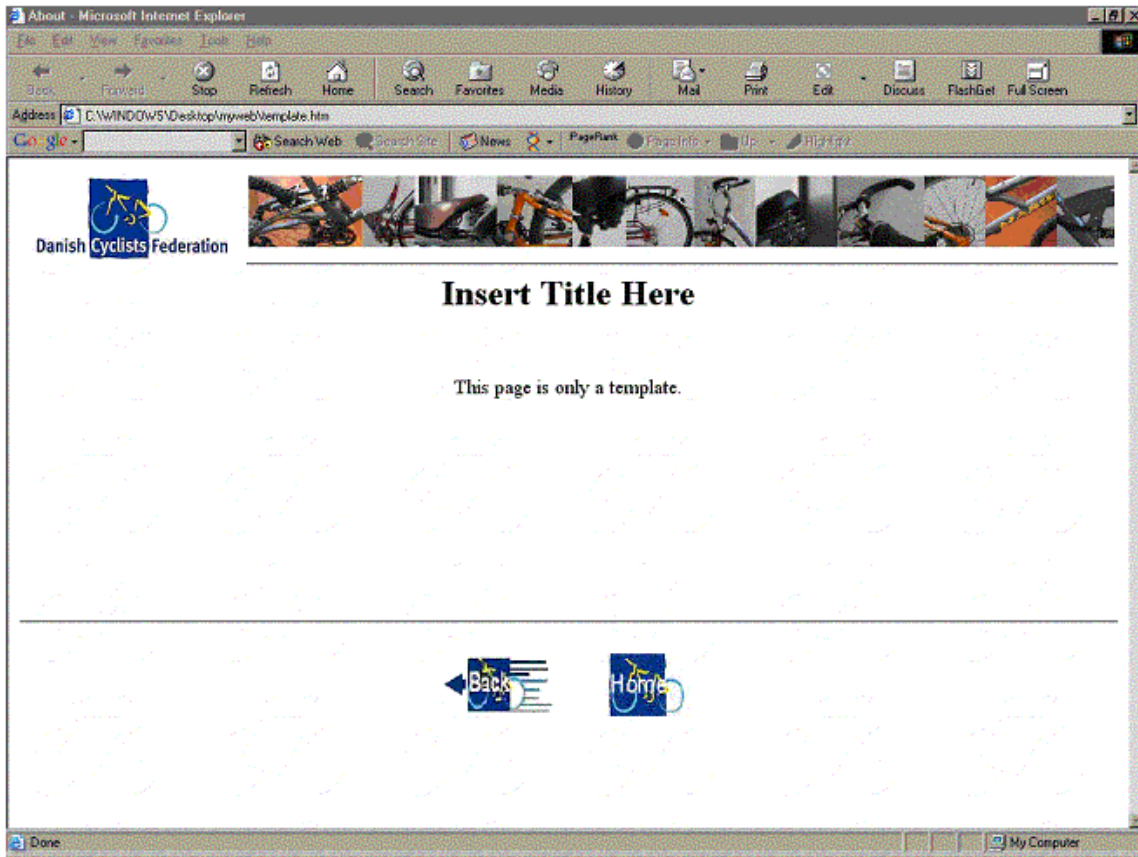 About - Microsoft Internet Explorer
File Edit View Favorites Tools Help
Back Forward Stop Refresh Home Search Favorites Media History Mail Print Edit Discuss FlashGet Full Screen
Address C:\WINDOWS\Desktop\myweb\template.htm
Google Search Web Search Site News PageRank Page Info Up Highlight
Danish Cyclists Federation
Insert Title Here
This page is only a template.
Back Home
Done My Computer